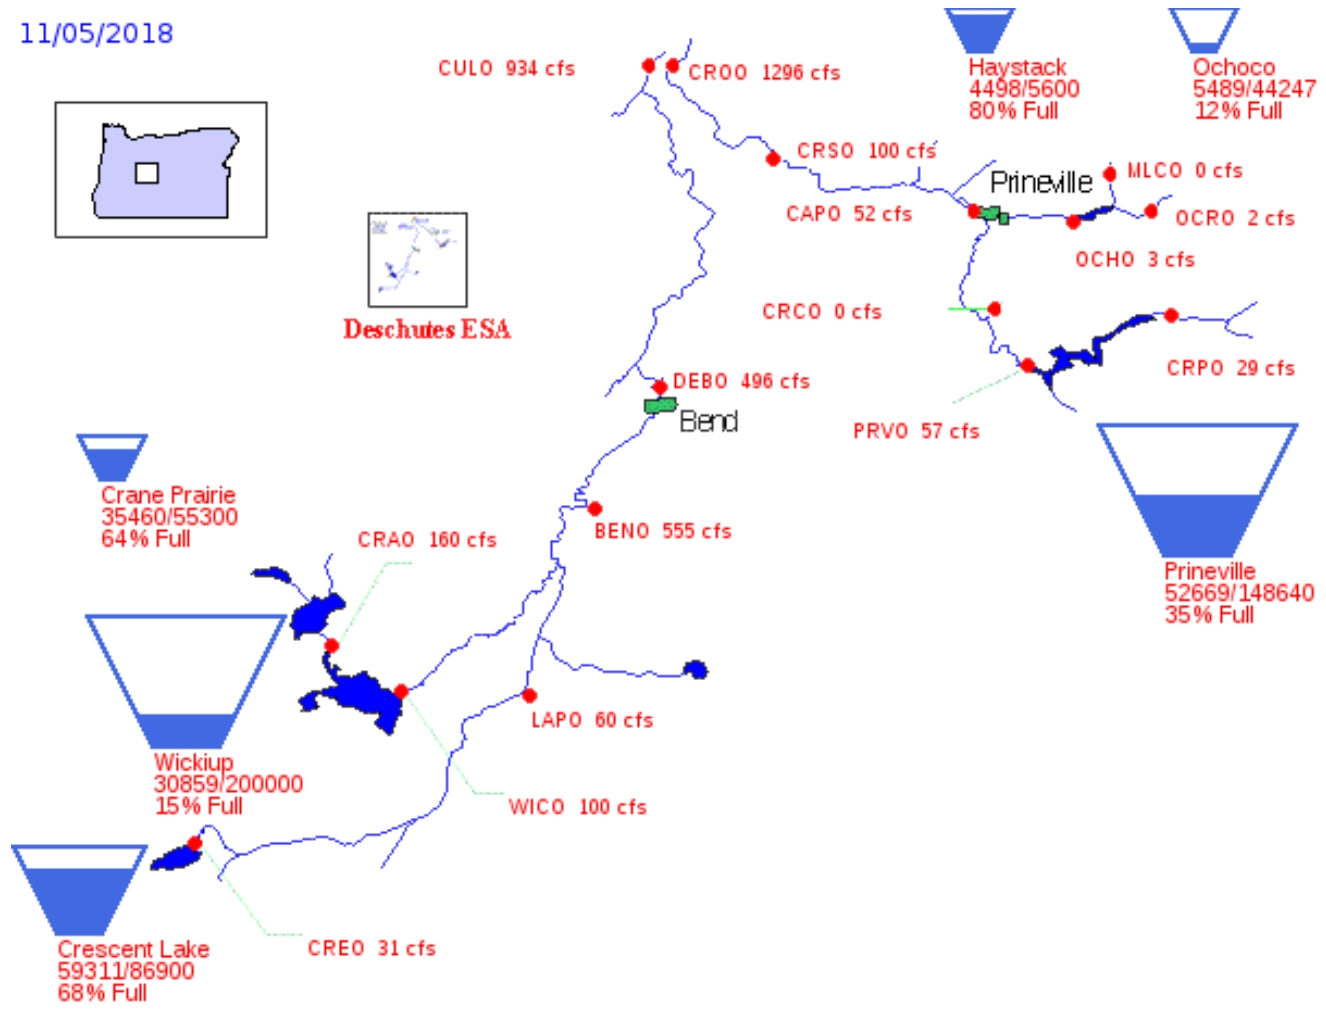 11/05/2018
Haystack
4498/5600
80% Full
Ochoco
5489/44247
12% Full
CULO 934 cfs
CROO 1296 cfs
CRSO 100 cfs
Prineville
MLCO 0 cfs
CAPO 52 cfs
OCRO 2 cfs
OCHO 3 cfs
CRCO 0 cfs
Deschutes ESA
CRPO 29 cfs
DEBO 496 cfs
Bend
PRVO 57 cfs
Crane Prairie
35460/55300
64% Full
CRAO 160 cfs
BENO 555 cfs
Prineville
52669/148640
35% Full
LAPO 60 cfs
Wickiup
30859/200000
15% Full
WICO 100 cfs
Crescent Lake
59311/86900
68% Full
CREO 31 cfs